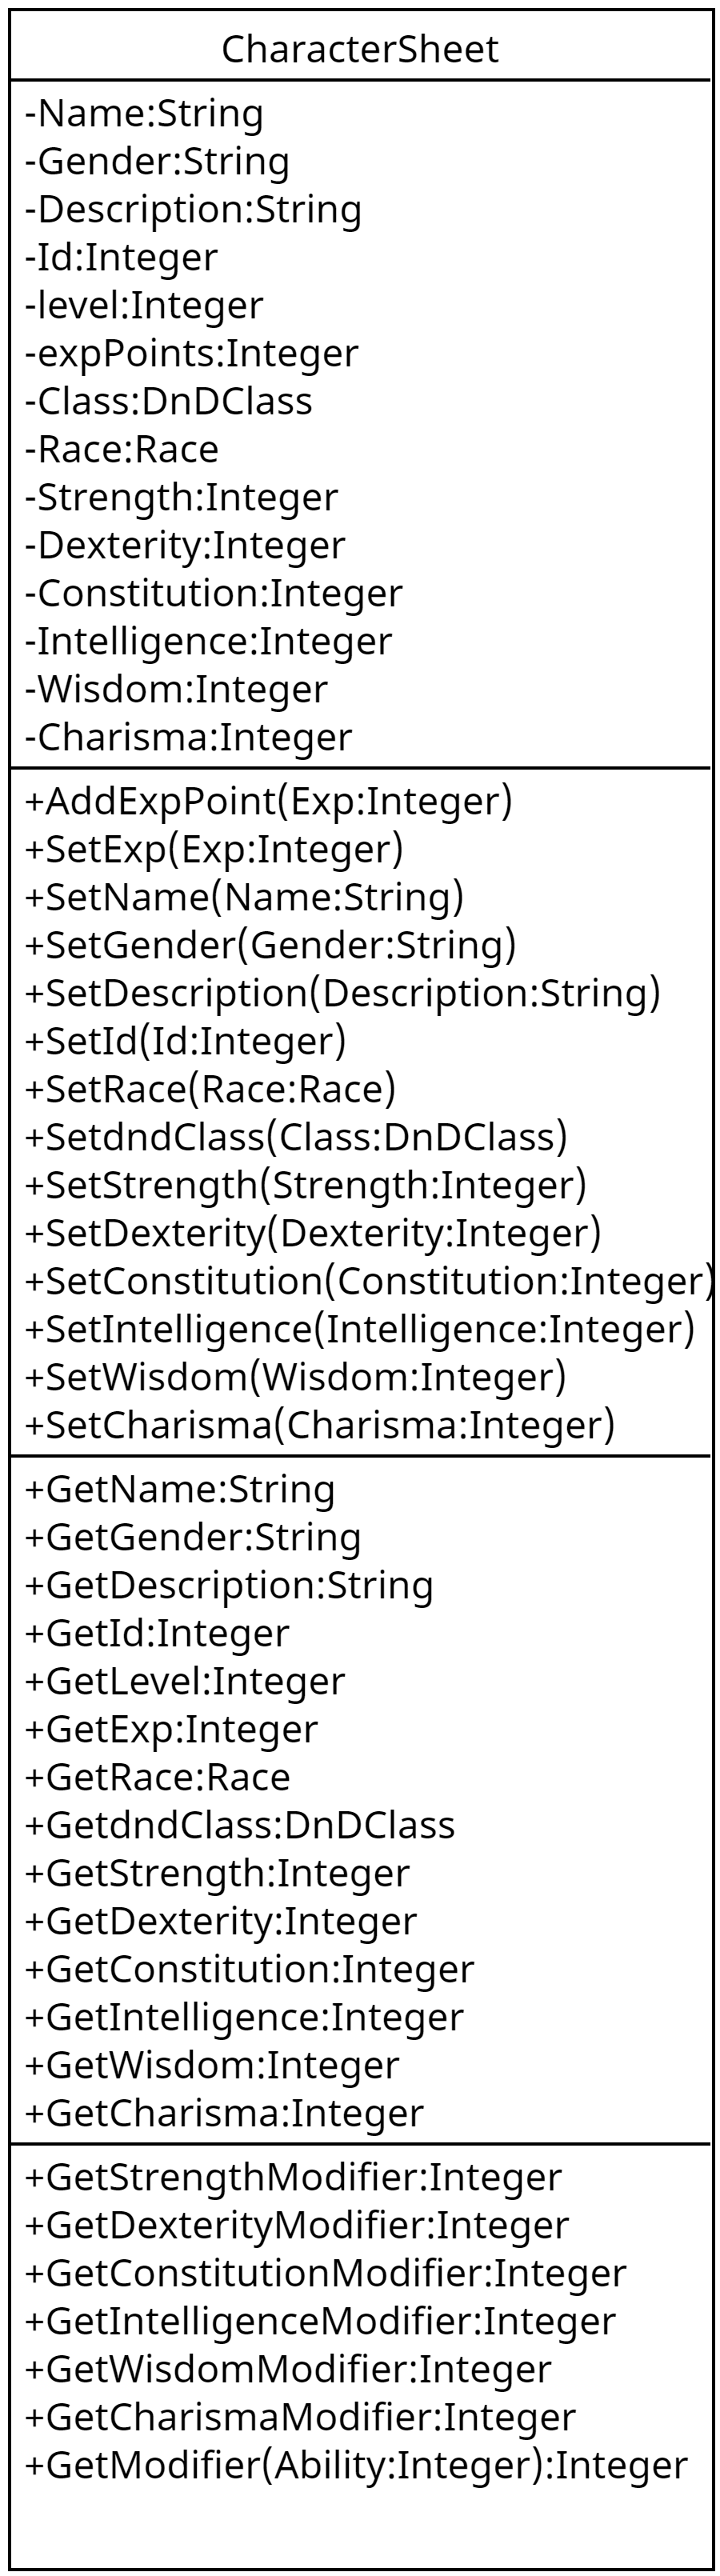 CharacterSheet
-Name:String
-Gender:String
-Description:String
-Id:Integer
-level:Integer
-expPoints:Integer
-Class:DnDClass
-Race:Race
-Strength:Integer
-Dexterity:Integer
-Constitution:Integer
-Intelligence:Integer
-Wisdom:Integer
-Charisma:Integer
+AddExpPoint(Exp:Integer)
+SetExp(Exp:Integer)
+SetName(Name:String)
+SetGender(Gender:String)
+SetDescription(Description:String)
+SetId(Id:Integer)
+SetRace(Race:Race)
+SetdndClass(Class:DnDClass)
+SetStrength(Strength:Integer)
+SetDexterity(Dexterity:Integer)
+SetConstitution(Constitution:Integer)
+SetIntelligence(Intelligence:Integer)
+SetWisdom(Wisdom:Integer)
+SetCharisma(Charisma:Integer)
+GetName:String
+GetGender:String
+GetDescription:String
+GetId:Integer
+GetLevel:Integer
+GetExp:Integer
+GetRace:Race
+GetdndClass:DnDClass
+GetStrength:Integer
+GetDexterity:Integer
+GetConstitution:Integer
+GetIntelligence:Integer
+GetWisdom:Integer
+GetCharisma:Integer
+GetStrengthModifier:Integer
+GetDexterityModifier:Integer
+GetConstitutionModifier:Integer
+GetIntelligenceModifier:Integer
+GetWisdomModifier:Integer
+GetCharismaModifier:Integer
+GetModifier(Ability:Integer):Integer